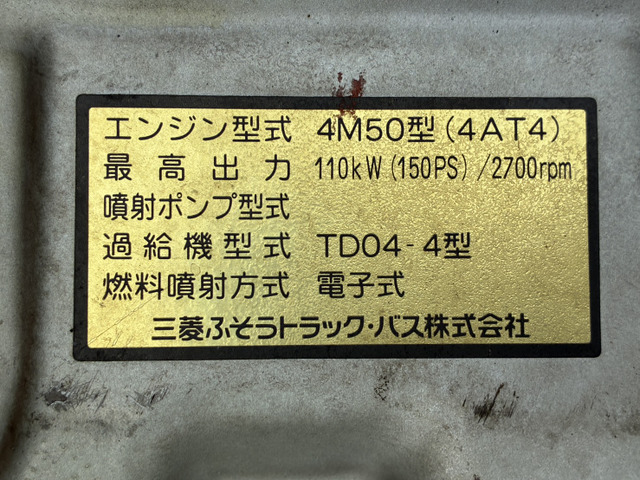 エンジン型式 4M50型(4AT4)
最高出力 110kW(150PS)/2700rpm
噴射ポンプ型式
過給機型式 TD04-4型
燃料噴射方式 電子式
三菱ふそうトラック・バス株式会社